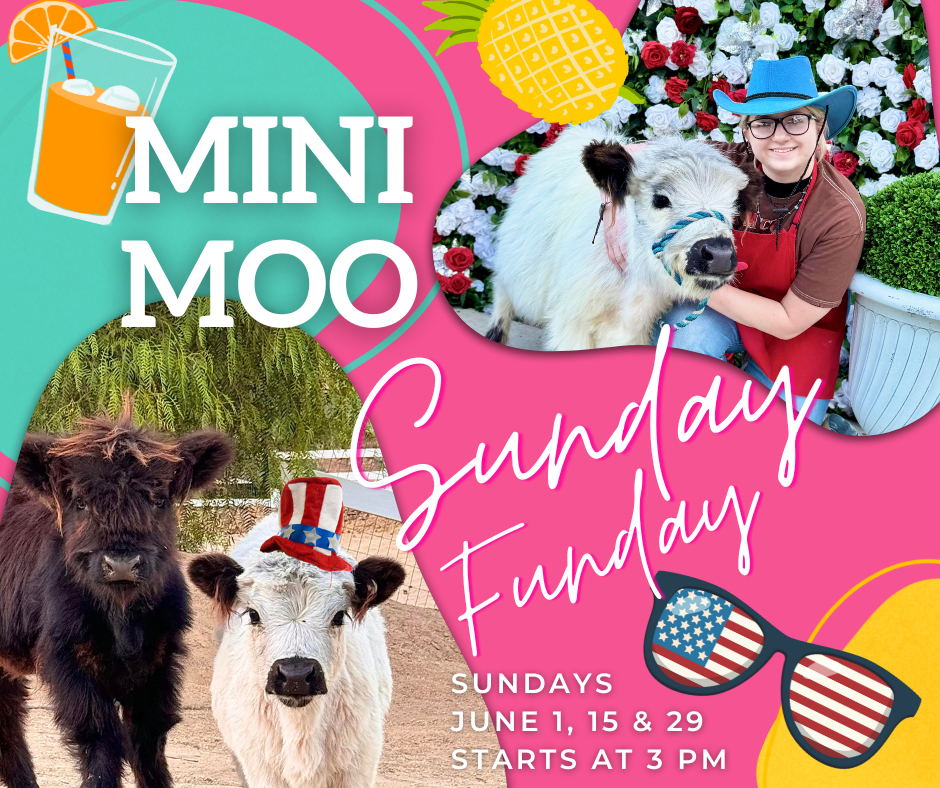 MINI
MOO
Sunday
Funday
SUNDAYS
JUNE 1, 15 & 29
STARTS AT 3 PM